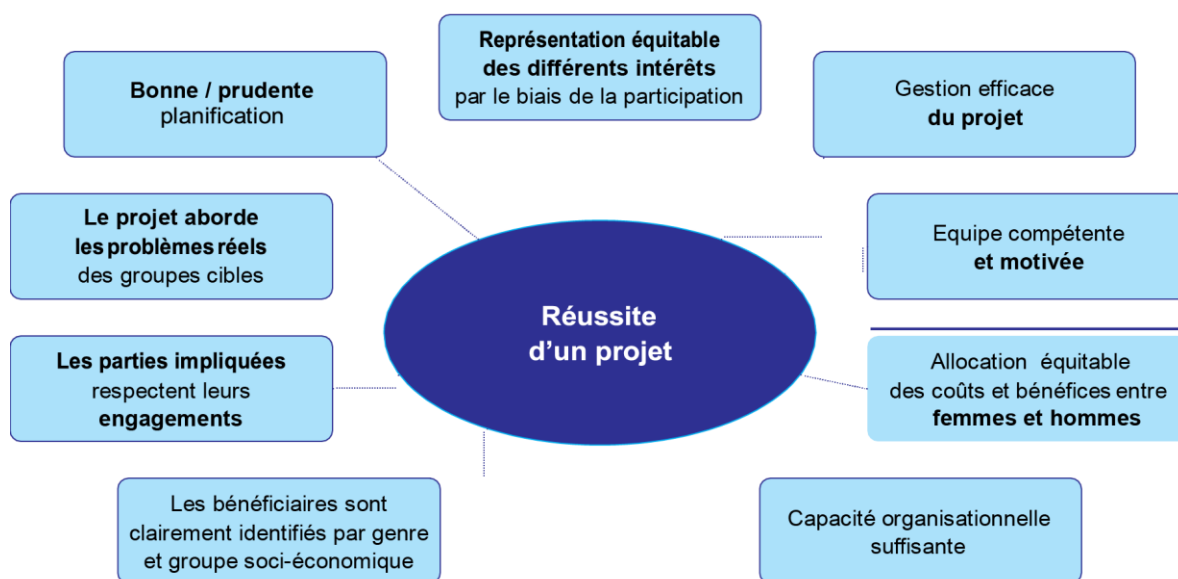 Représentation équitable
des différents intérêts
par le biais de la participation
Bonne / prudente
planification
Gestion efficace
du projet
Le projet aborde
les problèmes réels
des groupes cibles
Equipe compétente
et motivée
Réussite
d'un projet
Les parties impliquées
respectent leurs
engagements
Allocation équitable
des coûts et bénéfices entre
femmes et hommes
Les bénéficiaires sont
clairement identifiés par genre
et groupe soci-économique
Capacité organisationnelle
suffisante